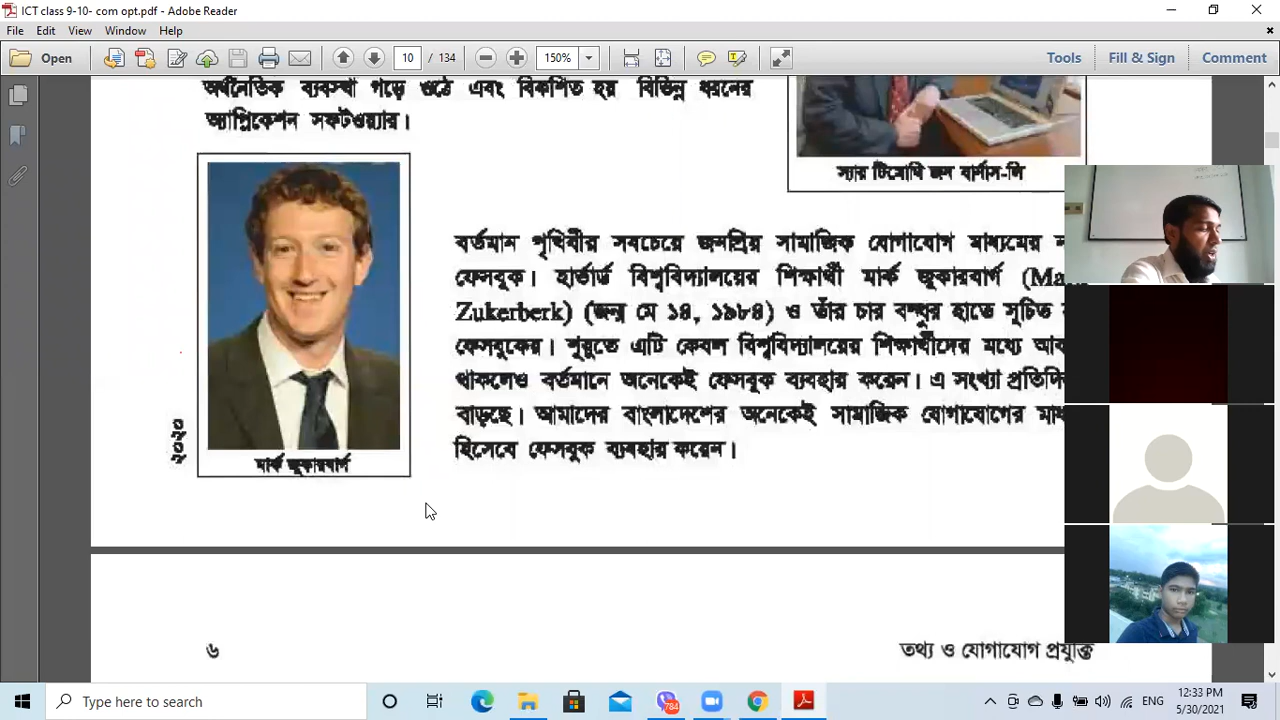 ICT class 9-10- com opt.pdf - Adobe Reader
File Edit View Window Help
Open 10 / 134 150% Tools Fill & Sign Comment
অর্থনৈতিক ব্যবস্থা গড়ে ওঠে এবং বিকশিত হয় বিভিন্ন ধরনের
অ্যাপ্লিকেশন সফটওয়্যার।
স্যার টিমোথি জন বার্নাস-লি
বর্তমান পৃথিবীর সবচেয়ে জনপ্রিয় সামাজিক যোগাযোগ মাধ্যমের
ফেসবুক। হার্ভার্ড বিশ্ববিদ্যালয়ের শিক্ষার্থী মার্ক জুকারবার্গ
Zukerberk) (জন্ম মে ১৪, ১৯৮৪) ও তাঁর চার বন্ধুর হাতে সূচিত
ফেসবুকের। শুরুতে এটি কেবল বিশ্ববিদ্যালয়ের শিক্ষার্থীদের মধ্যে
থাকলেও বর্তমানে অনেকেই ফেসবুক ব্যবহার করেন। এ সংখ্যা
বাড়ছে। আমাদের বাংলাদেশের অনেকেই সামাজিক যোগাযোগের
হিসেবে ফেসবুক ব্যবহার করেন।
মার্ক জুকারবার্গ
২০২০
৬ তথ্য ও যোগাযোগ প্রযুক্তি
Type here to search
784
ENG
12:33 PM
5/30/2021